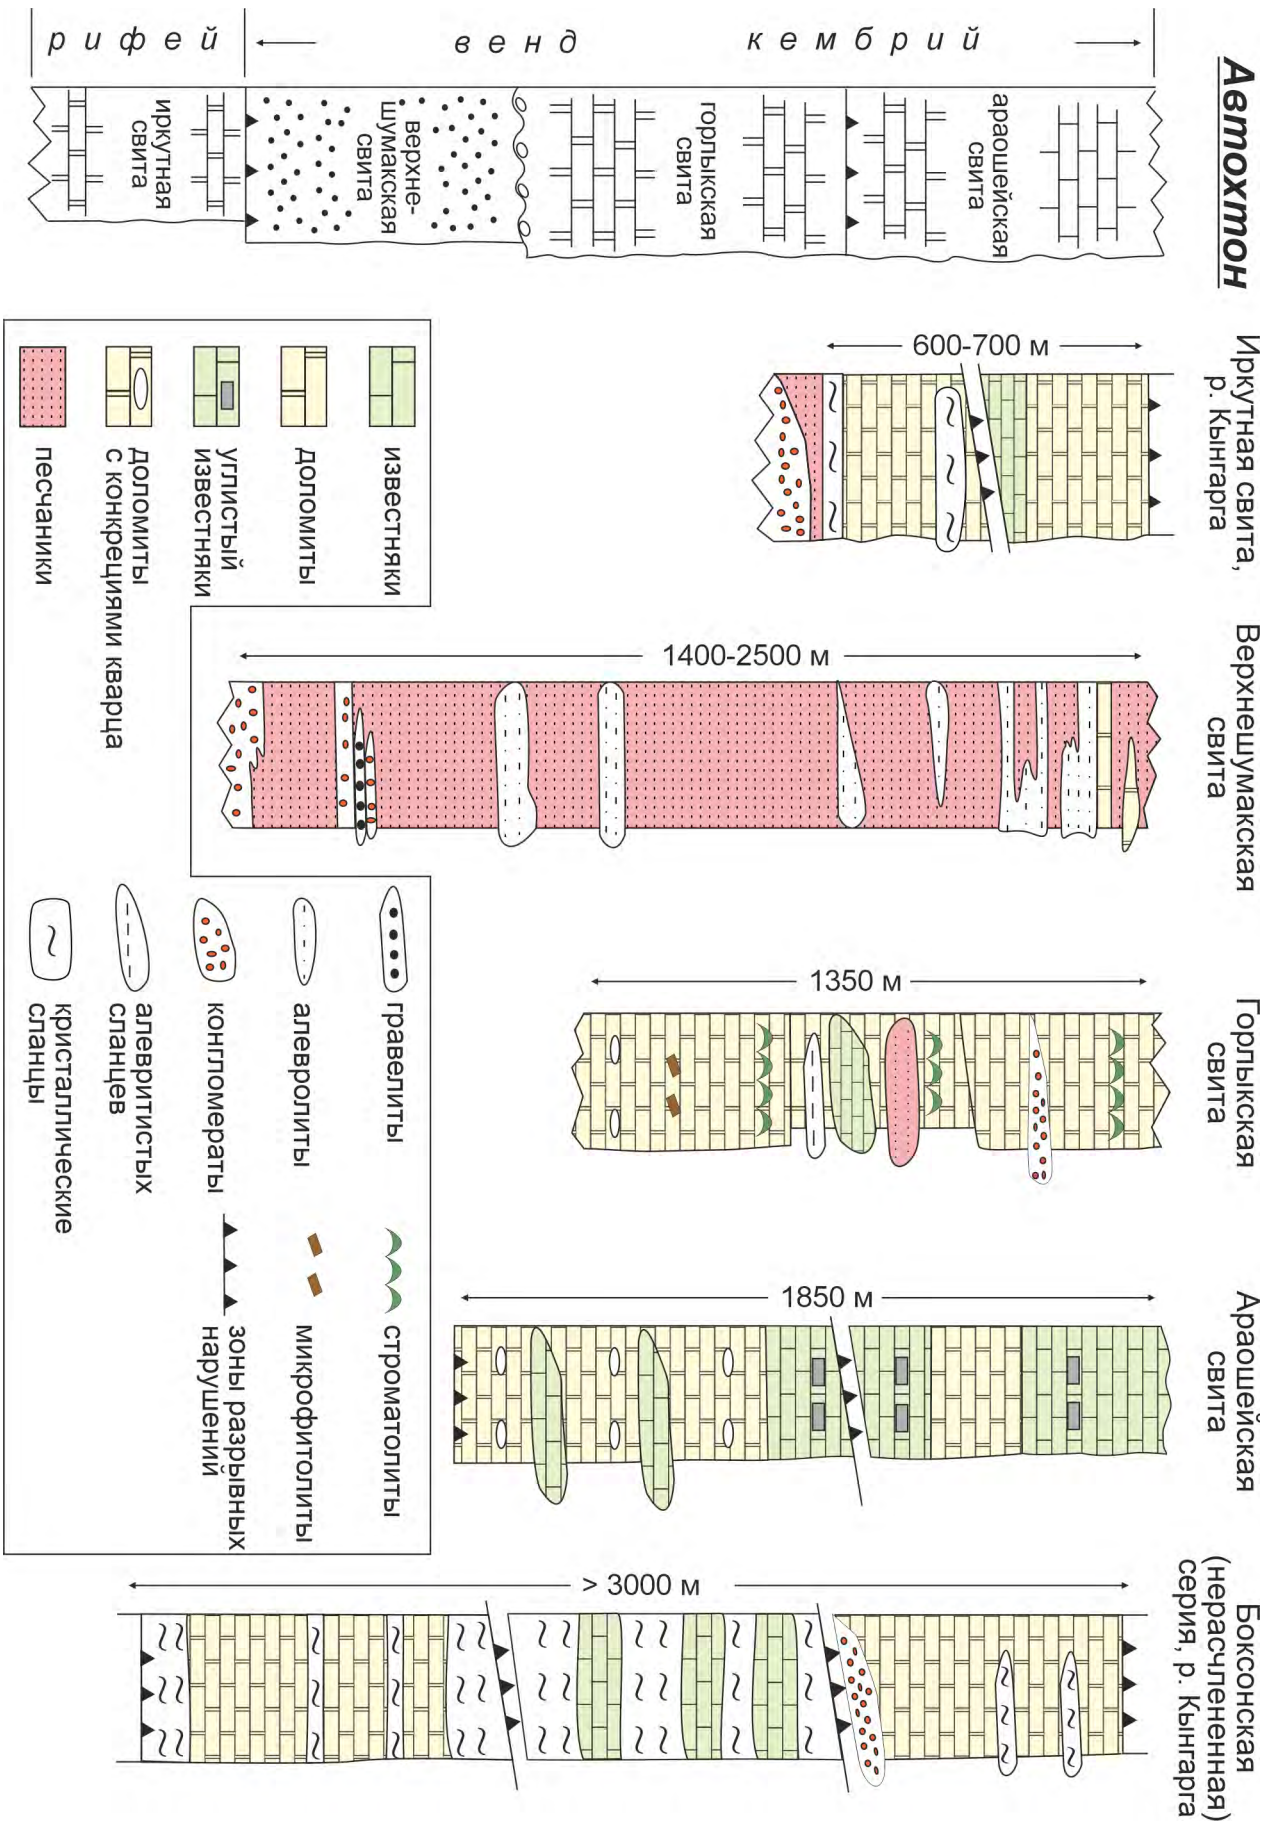 Автохтон
рифей
венд
кембрий
иркутная
свита
верхне-
шумакская
свита
горлыкская
свита
араошейская
свита
Иркутная свита,
р. Кынгарга
600-700 м
Верхнешумакская
свита
1400-2500 м
Горлыкская
свита
1350 м
Араошейская
свита
1850 м
Боксонская
(нерасчлененная)
серия, р. Кынгарга
> 3000 м
известняки
доломиты
углистый
известняки
доломиты
с конкрециями кварца
песчаники
гравелиты
алевролиты
конгломераты
алевритистых
сланцев
кристаллические
сланцы
строматолиты
микрофитолиты
зоны разрывных
нарушений